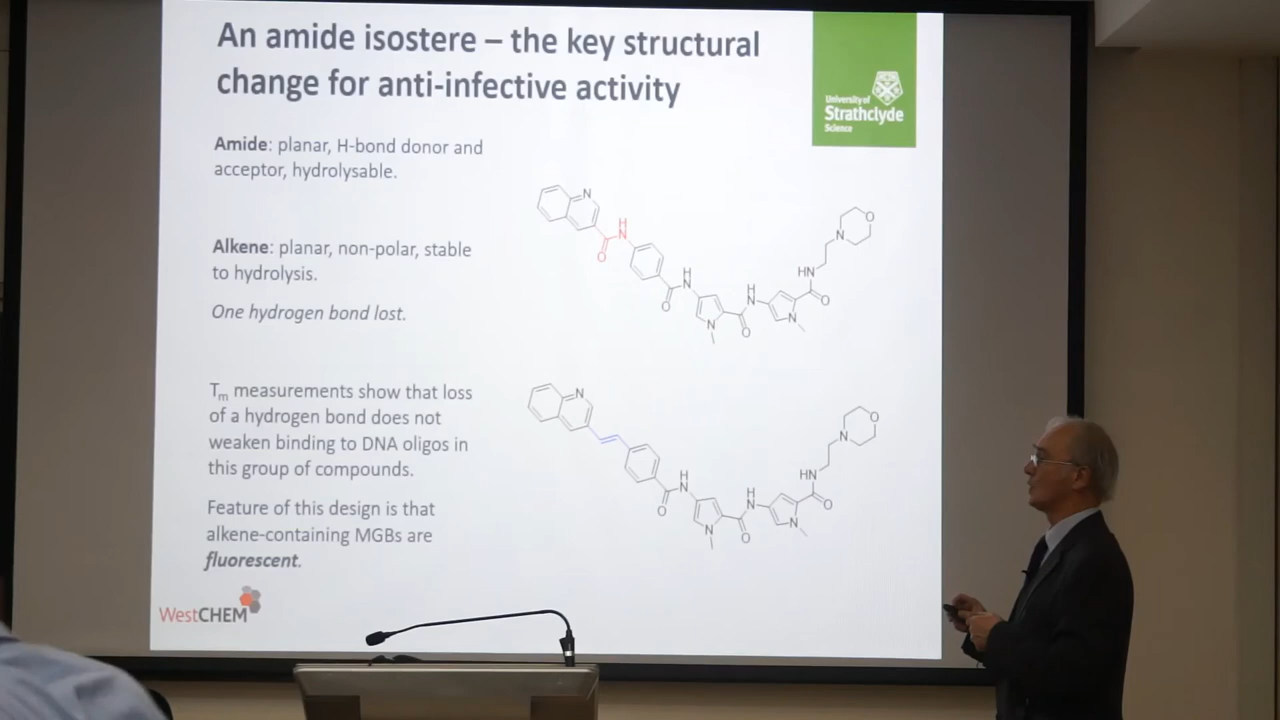 An amide isostere – the key structural
change for anti-infective activity
University of
Strathclyde
Science
Amide: planar, H-bond donor and
acceptor, hydrolysable.
Alkene: planar, non-polar, stable
to hydrolysis.
One hydrogen bond lost.
Tm measurements show that loss
of a hydrogen bond does not
weaken binding to DNA oligos in
this group of compounds.
Feature of this design is that
alkene-containing MGBs are
fluorescent.
WestCHEM
N
H
N
O
H
N
O
N
H
N
O
N
HN
O
N
O
N
H
N
O
N
H
N
O
N
HN
O
N
O